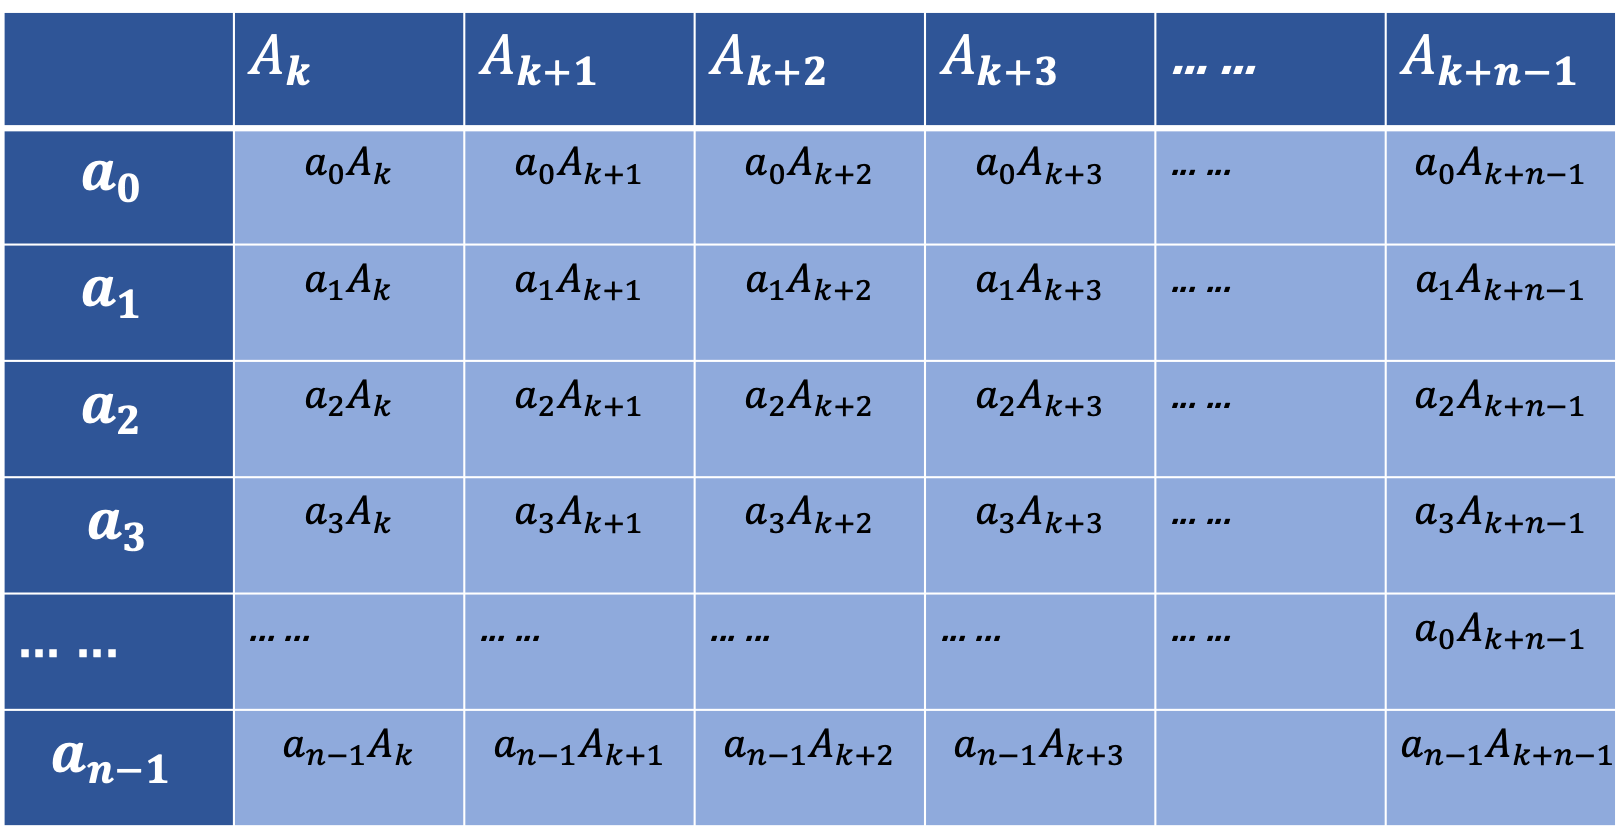 A_k A_{k+1} A_{k+2} A_{k+3} ... ... A_{k+n−1}
a_0 a_0A_k a_0A_{k+1} a_0A_{k+2} a_0A_{k+3} ... ... a_0A_{k+n−1}
a_1 a_1A_k a_1A_{k+1} a_1A_{k+2} a_1A_{k+3} ... ... a_1A_{k+n−1}
a_2 a_2A_k a_2A_{k+1} a_2A_{k+2} a_2A_{k+3} ... ... a_2A_{k+n−1}
a_3 a_3A_k a_3A_{k+1} a_3A_{k+2} a_3A_{k+3} ... ... a_3A_{k+n−1}
... ... ... ... ... ... ... ... ... ... ... ... a_0A_{k+n−1}
a_{n−1} a_{n−1}A_k a_{n−1}A_{k+1} a_{n−1}A_{k+2} a_{n−1}A_{k+3} a_{n−1}A_{k+n−1}